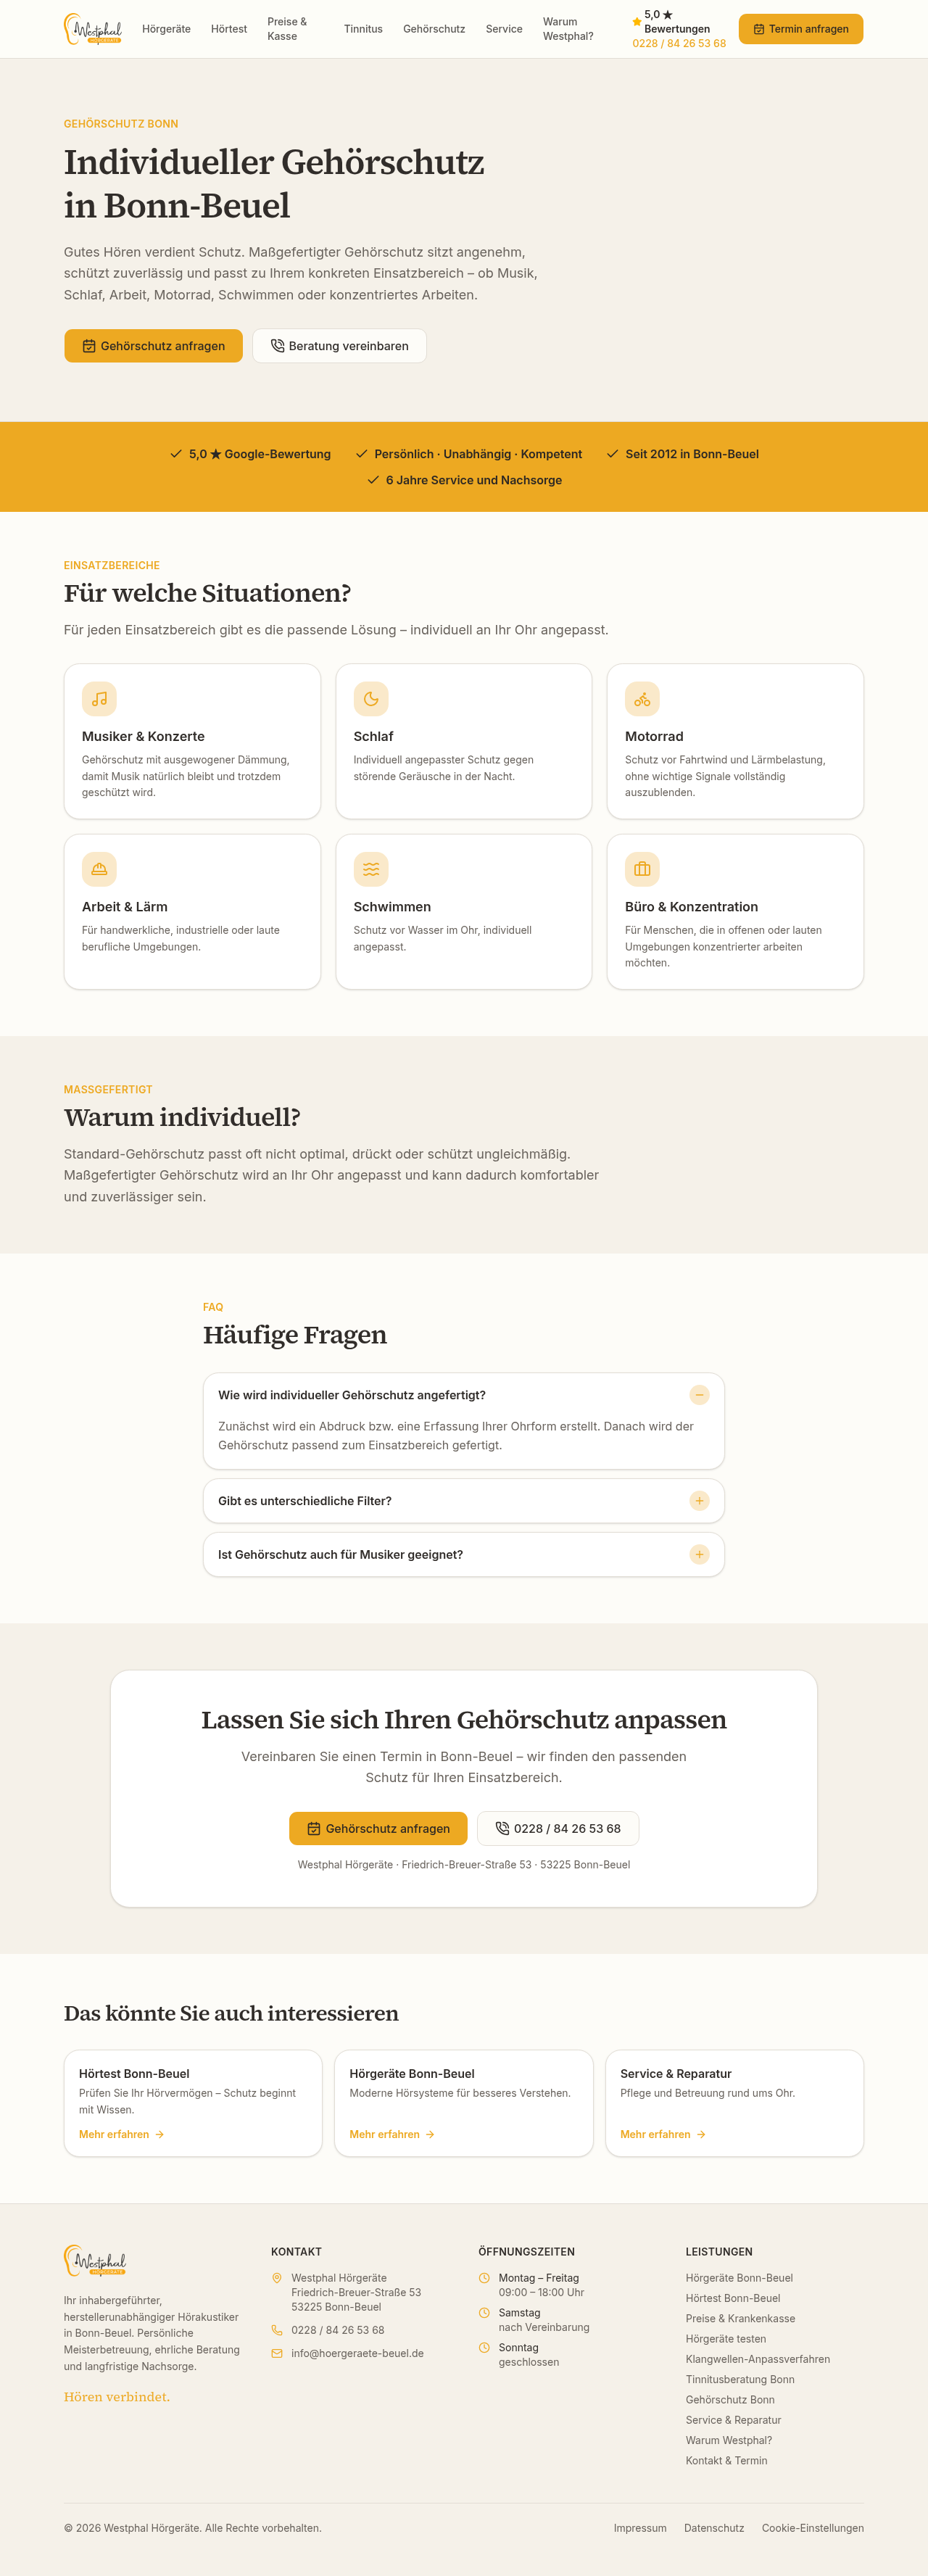 Westphal
HÖRGERÄTE
Hörgeräte
Hörtest
Preise &
Kasse
Tinnitus
Gehörschutz
Service
Warum
Westphal?
5,0 ★
Bewertungen
0228 / 84 26 53 68
Termin anfragen
GEHÖRSCHUTZ BONN
Individueller Gehörschutz
in Bonn-Beuel
Gutes Hören verdient Schutz. Maßgefertigter Gehörschutz sitzt angenehm,
schützt zuverlässig und passt zu Ihrem konkreten Einsatzbereich – ob Musik,
Schlaf, Arbeit, Motorrad, Schwimmen oder konzentriertes Arbeiten.
Gehörschutz anfragen
Beratung vereinbaren
5,0 ★ Google-Bewertung
Persönlich · Unabhängig · Kompetent
Seit 2012 in Bonn-Beuel
6 Jahre Service und Nachsorge
EINSATZBEREICHE
Für welche Situationen?
Für jeden Einsatzbereich gibt es die passende Lösung – individuell an Ihr Ohr angepasst.
Musiker & Konzerte
Gehörschutz mit ausgewogener Dämmung,
damit Musik natürlich bleibt und trotzdem
geschützt wird.
Schlaf
Individuell angepasster Schutz gegen
störende Geräusche in der Nacht.
Motorrad
Schutz vor Fahrtwind und Lärmbelastung,
ohne wichtige Signale vollständig
auszublenden.
Arbeit & Lärm
Für handwerkliche, industrielle oder laute
berufliche Umgebungen.
Schwimmen
Schutz vor Wasser im Ohr, individuell
angepasst.
Büro & Konzentration
Für Menschen, die in offenen oder lauten
Umgebungen konzentrierter arbeiten
möchten.
MASSGEFERTIGT
Warum individuell?
Standard-Gehörschutz passt oft nicht optimal, drückt oder schützt ungleichmäßig.
Maßgefertigter Gehörschutz wird an Ihr Ohr angepasst und kann dadurch komfortabler
und zuverlässiger sein.
FAQ
Häufige Fragen
Wie wird individueller Gehörschutz angefertigt?
Zunächst wird ein Abdruck bzw. eine Erfassung Ihrer Ohrform erstellt. Danach wird der
Gehörschutz passend zum Einsatzbereich gefertigt.
Gibt es unterschiedliche Filter?
Ist Gehörschutz auch für Musiker geeignet?
Lassen Sie sich Ihren Gehörschutz anpassen
Vereinbaren Sie einen Termin in Bonn-Beuel – wir finden den passenden
Schutz für Ihren Einsatzbereich.
Gehörschutz anfragen
0228 / 84 26 53 68
Westphal Hörgeräte · Friedrich-Breuer-Straße 53 · 53225 Bonn-Beuel
Das könnte Sie auch interessieren
Hörtest Bonn-Beuel
Prüfen Sie Ihr Hörvermögen – Schutz beginnt
mit Wissen.
Mehr erfahren →
Hörgeräte Bonn-Beuel
Moderne Hörsysteme für besseres Verstehen.
Mehr erfahren →
Service & Reparatur
Pflege und Betreuung rund ums Ohr.
Mehr erfahren →
Westphal
HÖRGERÄTE
Ihr inhabergeführter,
herstellerunabhängiger Hörakustiker
in Bonn-Beuel. Persönliche
Meisterbetreuung, ehrliche Beratung
und langfristige Nachsorge.
Hören verbindet.
KONTAKT
Westphal Hörgeräte
Friedrich-Breuer-Straße 53
53225 Bonn-Beuel
0228 / 84 26 53 68
info@hoergeraete-beuel.de
ÖFFNUNGSZEITEN
Montag – Freitag
09:00 – 18:00 Uhr
Samstag
nach Vereinbarung
Sonntag
geschlossen
LEISTUNGEN
Hörgeräte Bonn-Beuel
Hörtest Bonn-Beuel
Preise & Krankenkasse
Hörgeräte testen
Klangwellen-Anpassverfahren
Tinnitusberatung Bonn
Gehörschutz Bonn
Service & Reparatur
Warum Westphal?
Kontakt & Termin
© 2026 Westphal Hörgeräte. Alle Rechte vorbehalten.
Impressum
Datenschutz
Cookie-Einstellungen